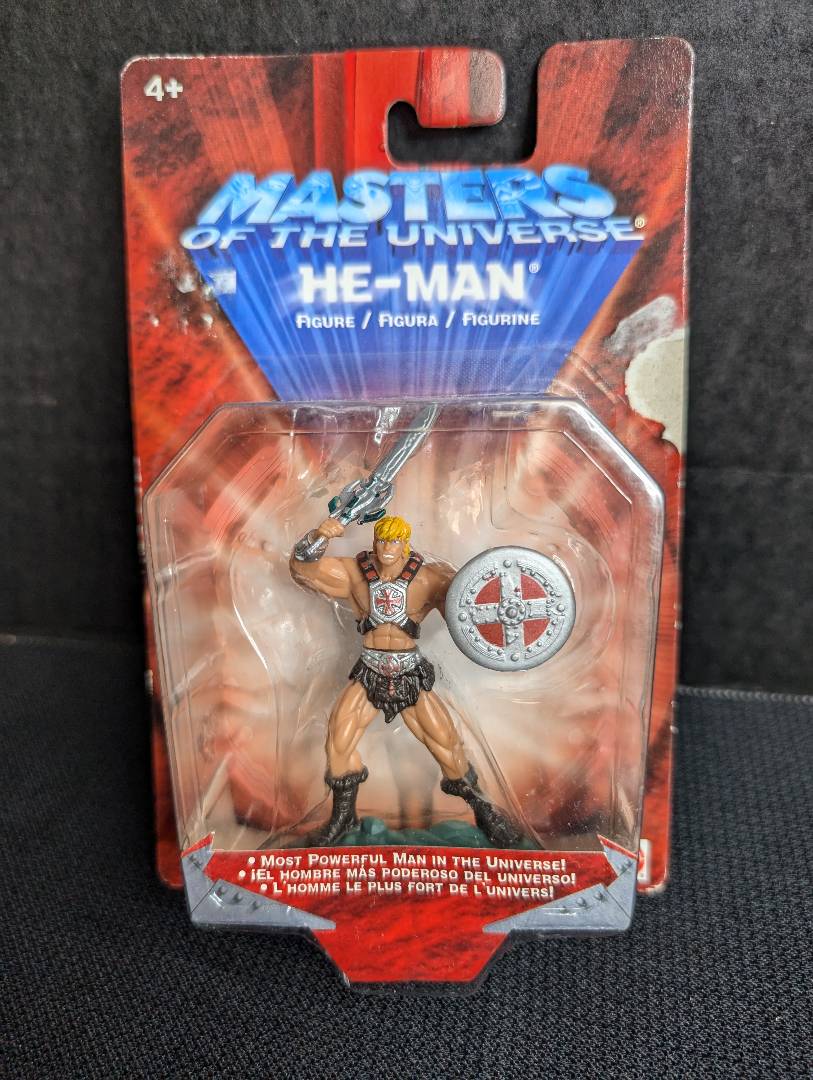 4+
MASTERS
OF THE UNIVERSE®
HE-MAN®
FIGURE / FIGURA / FIGURINE
• MOST POWERFUL MAN IN THE UNIVERSE!
• ¡EL HOMBRE MÁS PODEROSO DEL UNIVERSO!
• L'HOMME LE PLUS FORT DE L'UNIVERS!